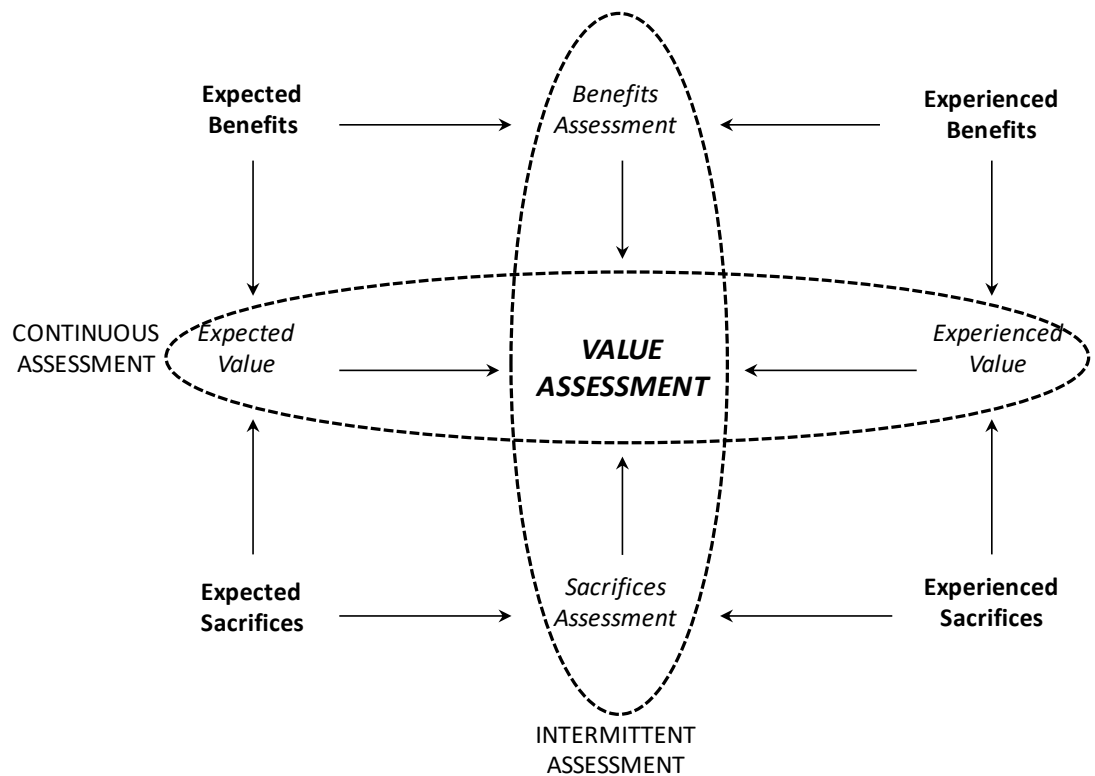 Expected
Benefits
Benefits
Assessment
Experienced
Benefits
CONTINUOUS
ASSESSMENT
Expected
Value
VALUE
ASSESSMENT
Experienced
Value
Expected
Sacrifices
Sacrifices
Assessment
Experienced
Sacrifices
INTERMITTENT
ASSESSMENT